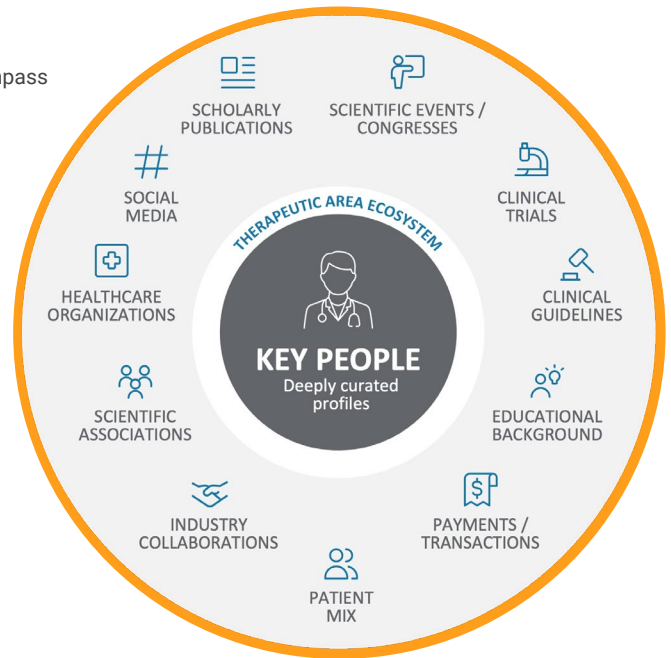 SCHOLARLY
PUBLICATIONS
SCIENTIFIC EVENTS /
CONGRESSES
SOCIAL
MEDIA
CLINICAL
TRIALS
THERAPEUTIC AREA ECOSYSTEM
HEALTHCARE
ORGANIZATIONS
CLINICAL
GUIDELINES
KEY PEOPLE
Deeply curated
profiles
SCIENTIFIC
ASSOCIATIONS
EDUCATIONAL
BACKGROUND
INDUSTRY
COLLABORATIONS
$
PAYMENTS /
TRANSACTIONS
PATIENT
MIX